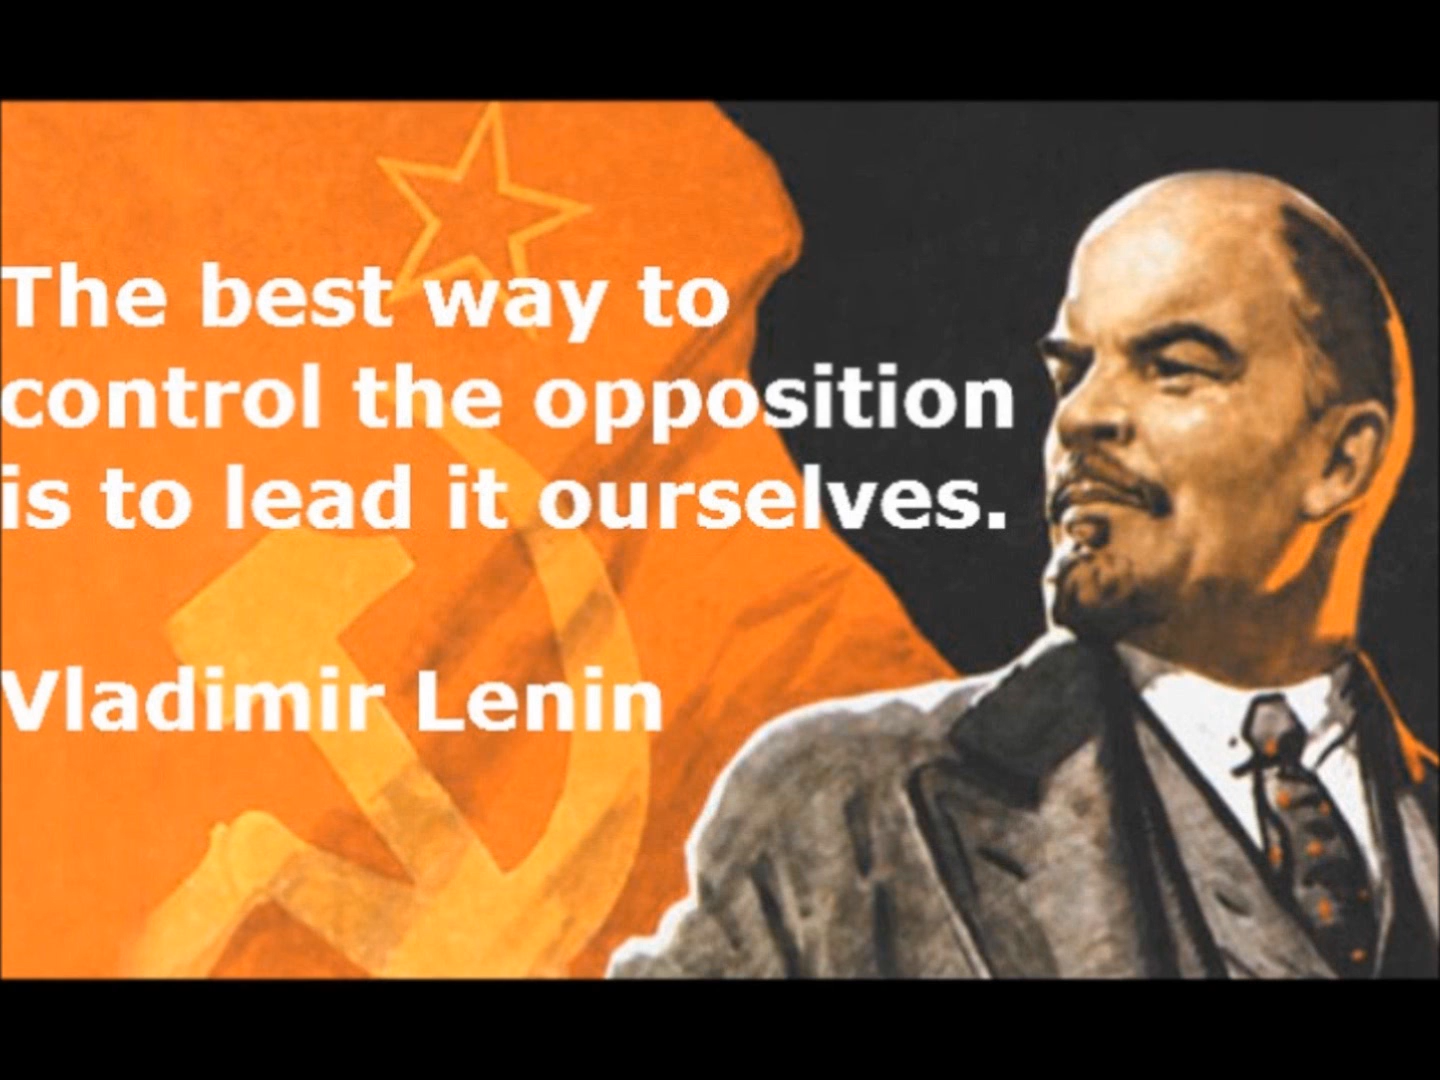 The best way to
control the opposition
is to lead it ourselves.
Vladimir Lenin